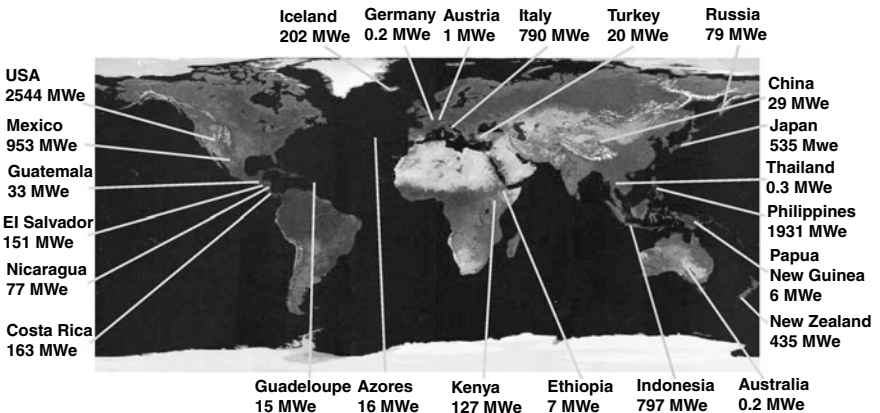 Iceland
202 MWe
Germany
0.2 MWe
Austria
1 MWe
Italy
790 MWe
Turkey
20 MWe
Russia
79 MWe
USA
2544 MWe
Mexico
953 MWe
Guatemala
33 MWe
El Salvador
151 MWe
Nicaragua
77 MWe
Costa Rica
163 MWe
China
29 MWe
Japan
535 Mwe
Thailand
0.3 MWe
Philippines
1931 MWe
Papua
New Guinea
6 MWe
New Zealand
435 MWe
Guadeloupe
15 MWe
Azores
16 MWe
Kenya
127 MWe
Ethiopia
7 MWe
Indonesia
797 MWe
Australia
0.2 MWe